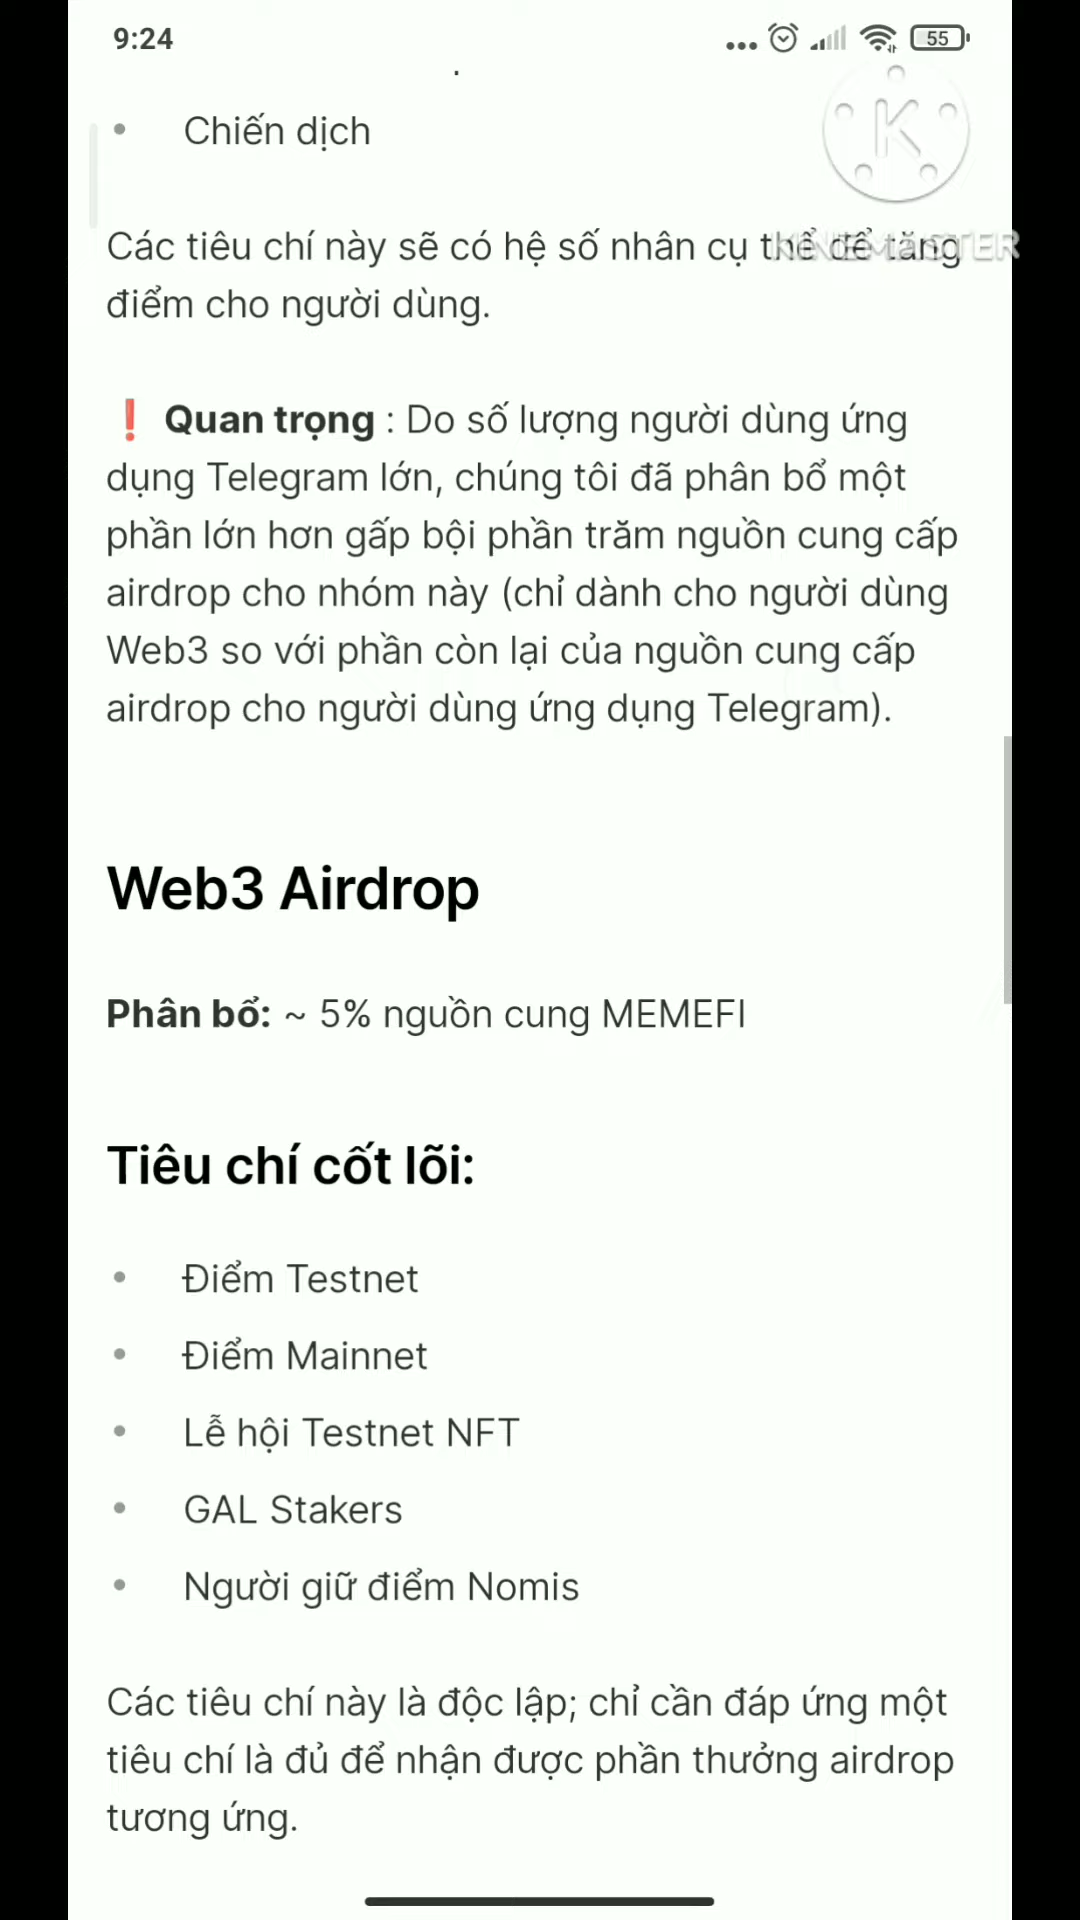 9:24
55
• Chiến dịch
K
KINEMASTER
Các tiêu chí này sẽ có hệ số nhân cụ thể để tăng
điểm cho người dùng.
❗ Quan trọng : Do số lượng người dùng ứng
dụng Telegram lớn, chúng tôi đã phân bổ một
phần lớn hơn gấp bội phần trăm nguồn cung cấp
airdrop cho nhóm này (chỉ dành cho người dùng
Web3 so với phần còn lại của nguồn cung cấp
airdrop cho người dùng ứng dụng Telegram).
Web3 Airdrop
Phân bổ: ~ 5% nguồn cung MEMEFI
Tiêu chí cốt lõi:
• Điểm Testnet
• Điểm Mainnet
• Lễ hội Testnet NFT
• GAL Stakers
• Người giữ điểm Nomis
Các tiêu chí này là độc lập; chỉ cần đáp ứng một
tiêu chí là đủ để nhận được phần thưởng airdrop
tương ứng.